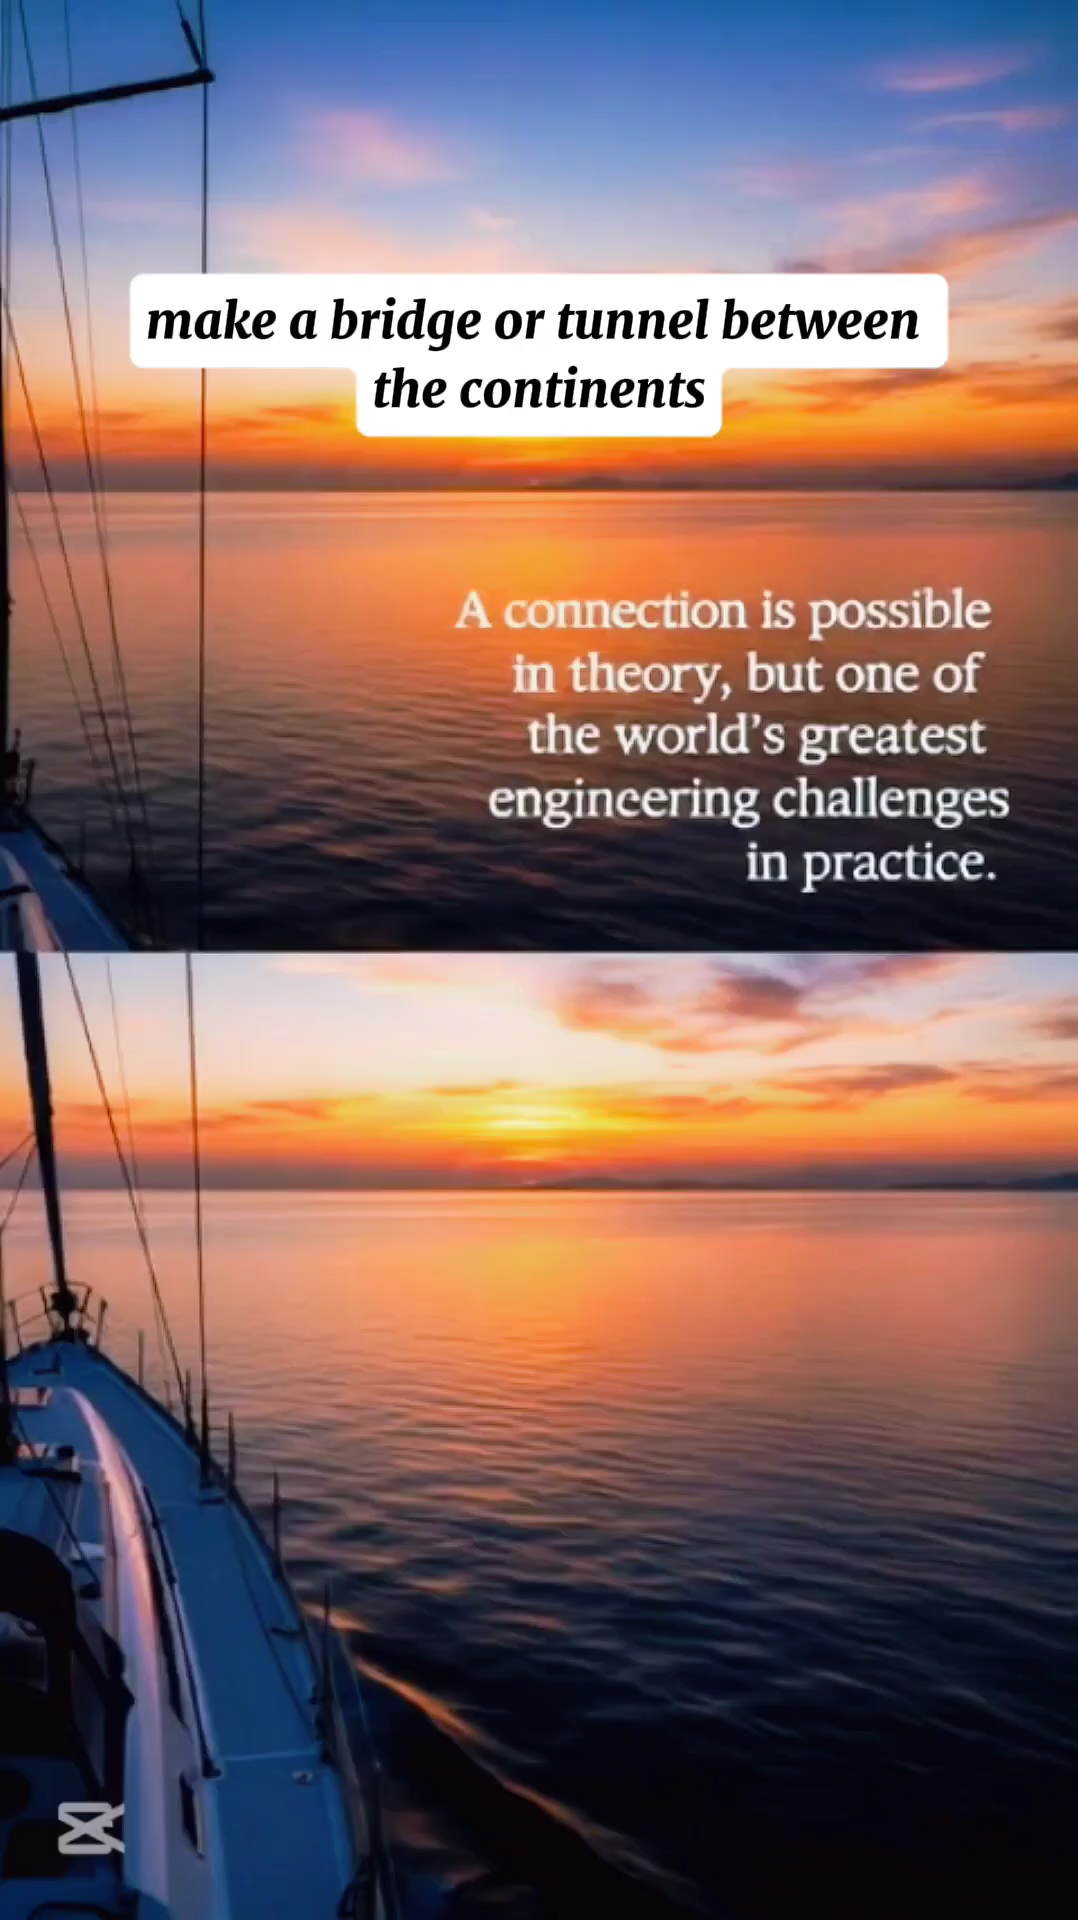 make a bridge or tunnel between
the continents
A connection is possible
in theory, but one of
the world's greatest
engineering challenges
in practice.